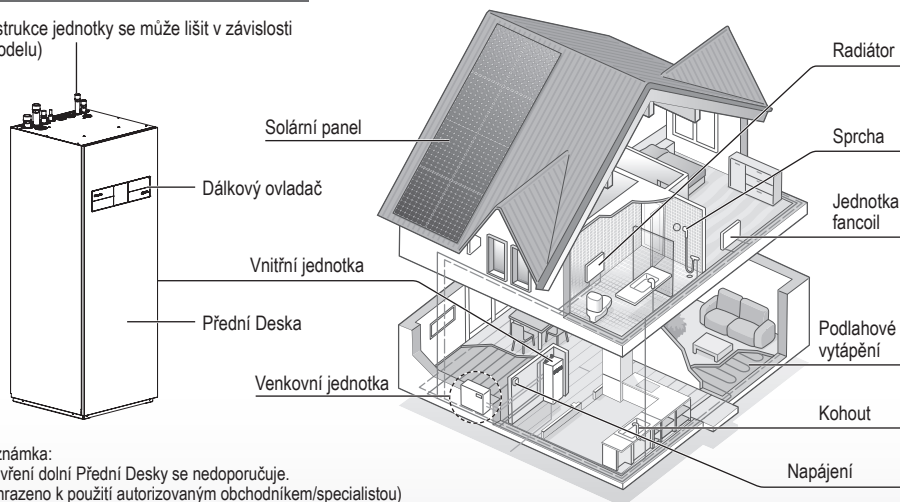 strukce jednotky se může lišit v závislosti
odelu)
Solární panel
Dálkový ovladač
Vnitřní jednotka
Přední Deska
Venkovní jednotka
Radiátor
Sprcha
Jednotka
fancoil
Podlahové
vytápění
Kohout
Napájení
známka:
vření dolní Přední Desky se nedoporučuje.
hrazeno k použití autorizovaným obchodníkem/specialistou)